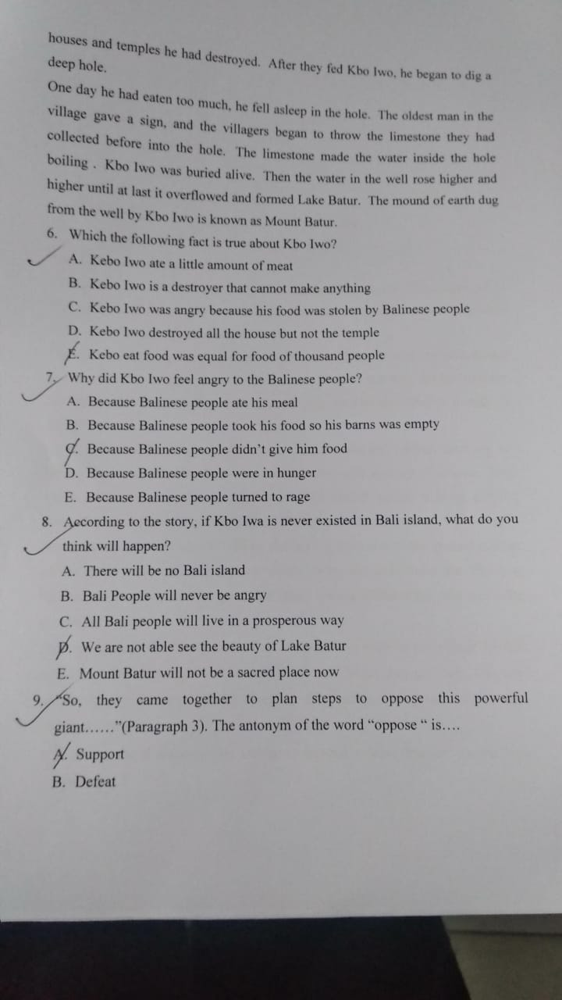 houses and temples he had destroyed. After they fed Kbo Iwo, he began to dig a
deep hole.
One day he had eaten too much, he fell asleep in the hole. The oldest man in the
village gave a sign, and the villagers began to throw the limestone they had
collected before into the hole. The limestone made the water inside the hole
boiling . Kbo Iwo was buried alive. Then the water in the well rose higher and
higher until at last it overflowed and formed Lake Batur. The mound of earth dug
from the well by Kbo Iwo is known as Mount Batur.
6. Which the following fact is true about Kbo Iwo?
A. Kebo Iwo ate a little amount of meat
B. Kebo Iwo is a destroyer that cannot make anything
C. Kebo Iwo was angry because his food was stolen by Balinese people
D. Kebo Iwo destroyed all the house but not the temple
E. Kebo eat food was equal for food of thousand people
7. Why did Kbo Iwo feel angry to the Balinese people?
A. Because Balinese people ate his meal
B. Because Balinese people took his food so his barns was empty
C. Because Balinese people didn't give him food
D. Because Balinese people were in hunger
E. Because Balinese people turned to rage
8. According to the story, if Kbo Iwa is never existed in Bali island, what do you
think will happen?
A. There will be no Bali island
B. Bali People will never be angry
C. All Bali people will live in a prosperous way
D. We are not able see the beauty of Lake Batur
E. Mount Batur will not be a sacred place now
9. “So, they came together to plan steps to oppose this powerful
giant……”(Paragraph 3). The antonym of the word “oppose “ is….
A. Support
B. Defeat